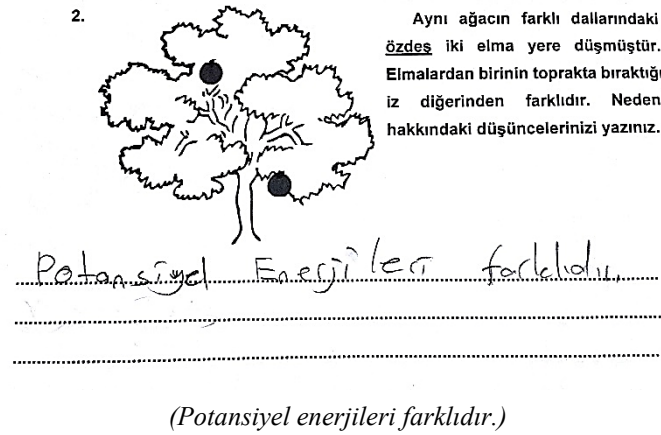 2.
Aynı ağacın farklı dallarındaki
özdeş iki elma yere düşmüştür.
Elmalardan birinin toprakta bıraktığı
iz diğerinden farklıdır. Neden
hakkındaki düşüncelerinizi yazınız.
Potansiyel Enerjileri farklıdır.
(Potansiyel enerjileri farklıdır.)